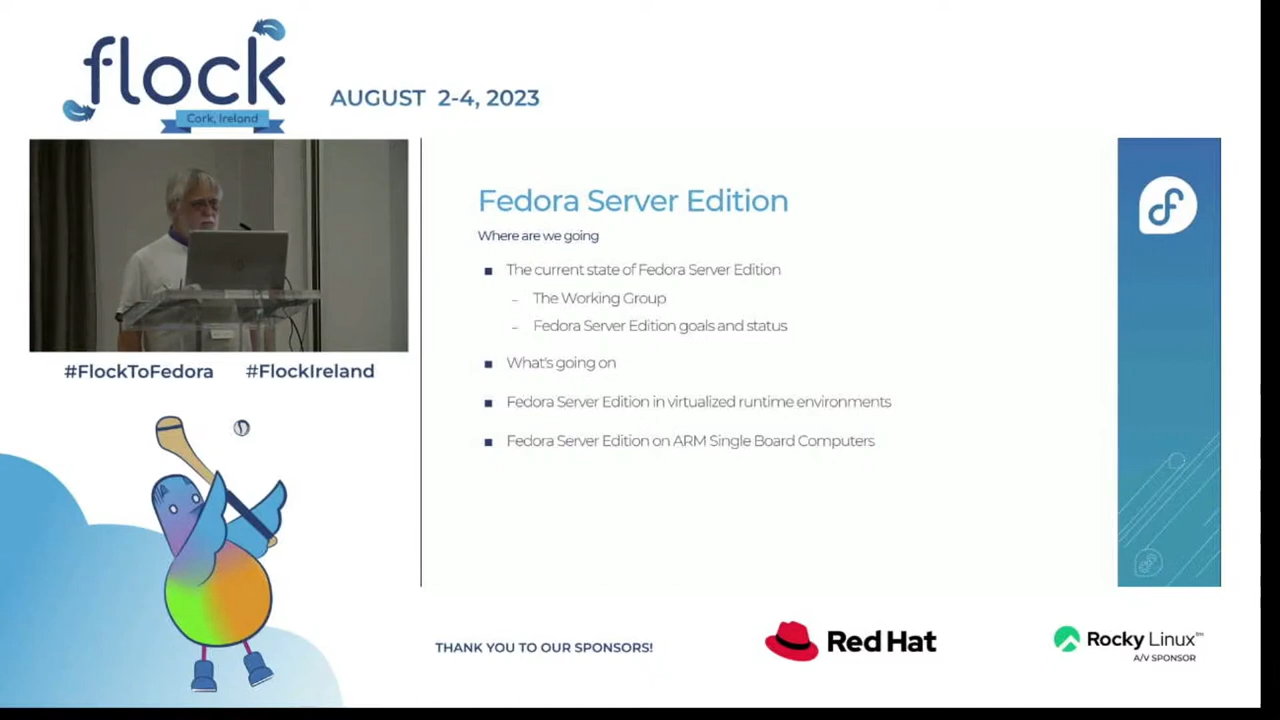 flock
Cork, Ireland
AUGUST 2-4, 2023
#FlockToFedora #FlockIreland
Fedora Server Edition
Where are we going
The current state of Fedora Server Edition
The Working Group
Fedora Server Edition goals and status
What's going on
Fedora Server Edition in virtualized runtime environments
Fedora Server Edition on ARM Single Board Computers
THANK YOU TO OUR SPONSORS!
Red Hat
Rocky Linux™
A/V SPONSOR